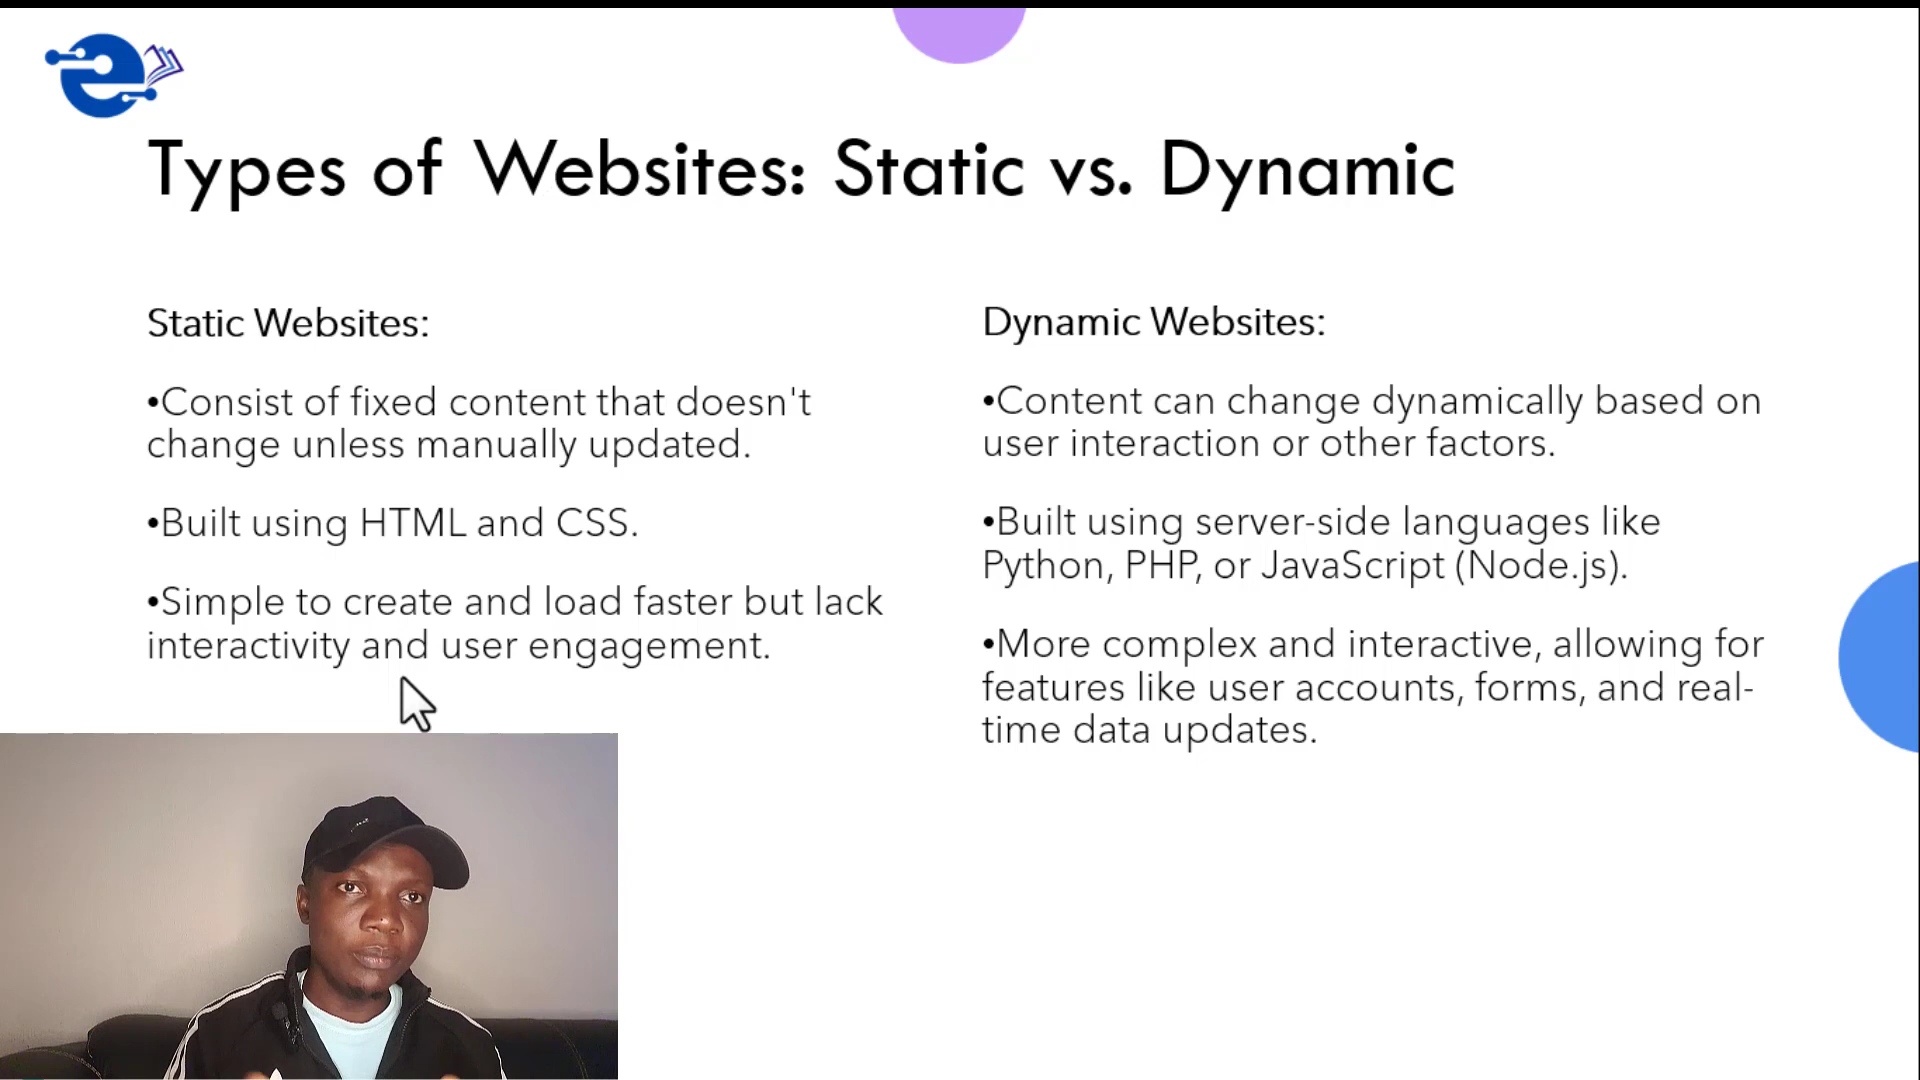 Types of Websites: Static vs. Dynamic
Static Websites:
•Consist of fixed content that doesn't
change unless manually updated.
•Built using HTML and CSS.
•Simple to create and load faster but lack
interactivity and user engagement.
Dynamic Websites:
•Content can change dynamically based on
user interaction or other factors.
•Built using server-side languages like
Python, PHP, or JavaScript (Node.js).
•More complex and interactive, allowing for
features like user accounts, forms, and real-
time data updates.